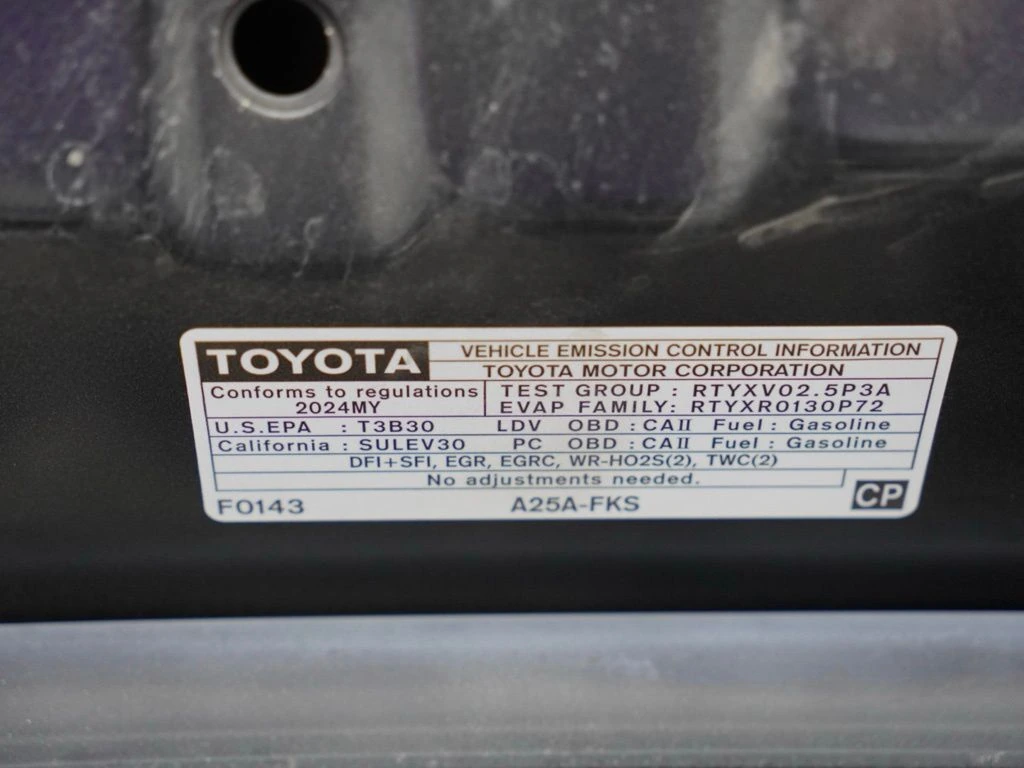 TOYOTA VEHICLE EMISSION CONTROL INFORMATION
TOYOTA MOTOR CORPORATION
Conforms to regulations TEST GROUP : RTYXV02.5P3A
2024MY EVAP FAMILY: RTYXR0130P72
U.S.EPA : T3B30 LDV OBD : CAII Fuel : Gasoline
California : SULEV30 PC OBD : CAII Fuel : Gasoline
DFI+SFI, EGR, EGRC, WR-HO2S(2), TWC(2)
No adjustments needed.
F0143 A25A-FKS CP